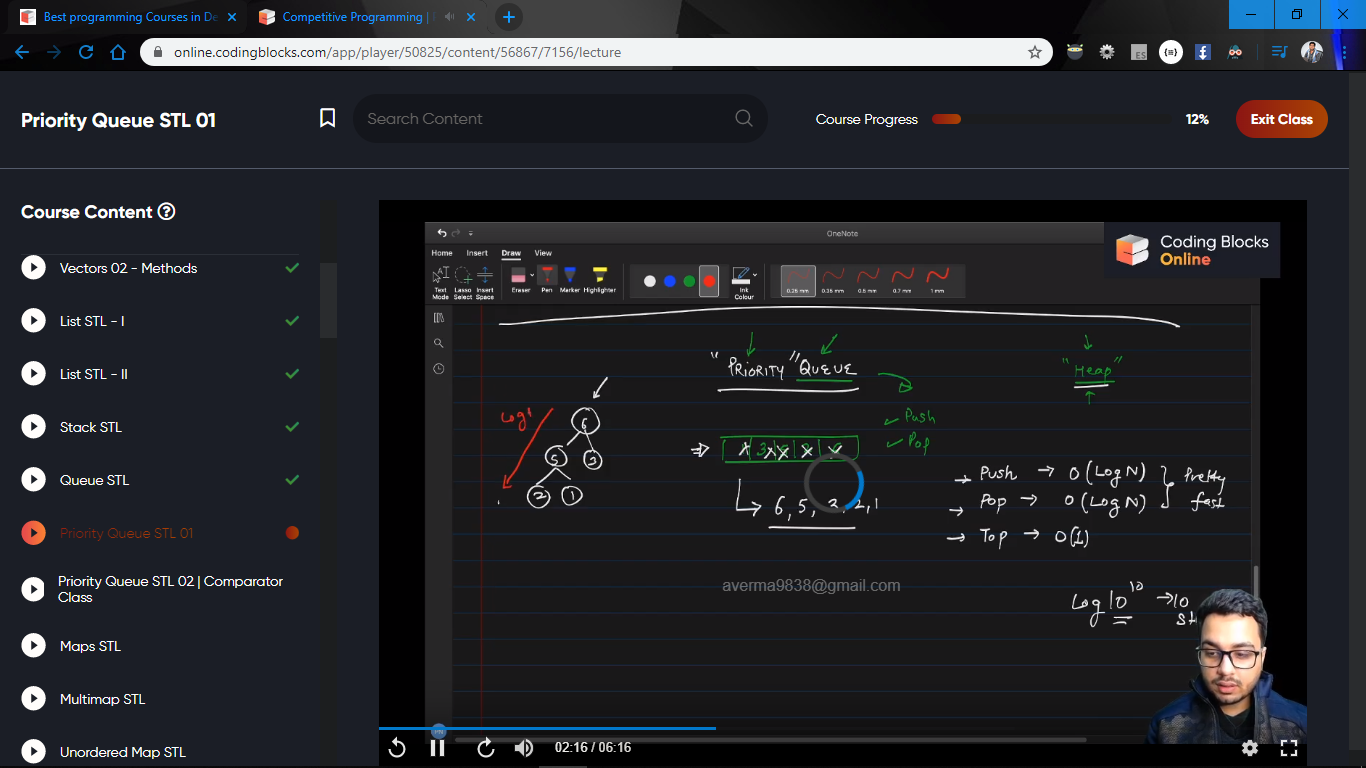 Best programming Courses in De
Competitive Programming |
online.codingblocks.com/app/player/50825/content/56867/7156/lecture
ES
Priority Queue STL 01
Search Content
Course Progress
12%
Exit Class
Course Content
Vectors 02 - Methods
List STL - I
List STL - II
Stack STL
Queue STL
Priority Queue STL 01
Priority Queue STL 02 | Comparator
Class
Maps STL
Multimap STL
Unordered Map STL
OneNote
Home Insert Draw View
Text Mode
Lasso Select
Insert Space
Eraser
Pen
Marker
Highlighter
Ink Colour
0.25 mm
0.35 mm
0.5 mm
0.7 mm
1 mm
Coding Blocks
Online
"PRIORITY" QUEUE
"Heap"
Push
Pop
6
5 3
2 1
6, 5, 3, 2, 1
Push → O(LogN)
Pop → O(LogN)
Top → O(1)
Pretty
fast
Log 10^10 → 10
averma9838@gmail.com
02:16 / 06:16